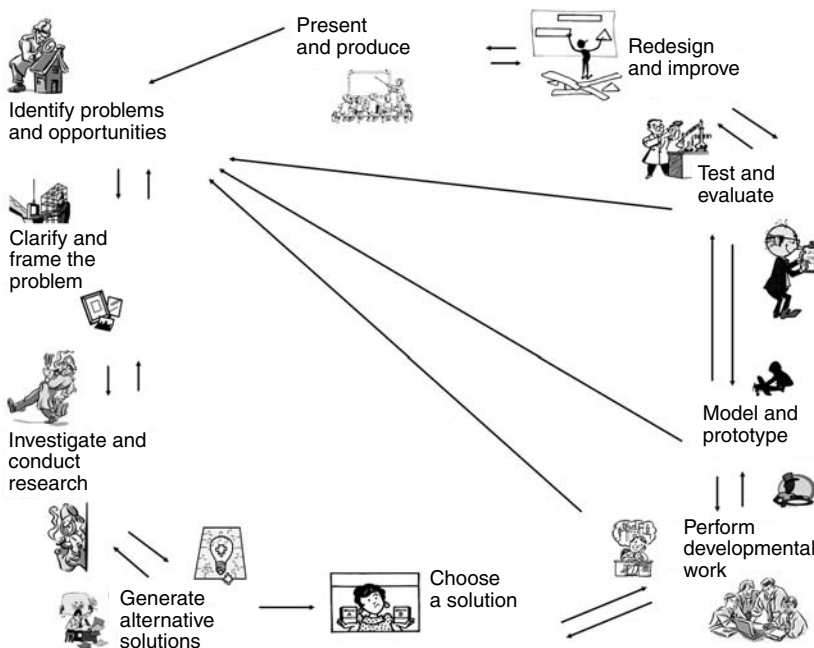 Present
and produce
Redesign
and improve
Identify problems
and opportunities
Test and
evaluate
Clarify and
frame the
problem
Model and
prototype
Investigate and
conduct
research
Perform
developmental
work
Choose
a solution
Generate
alternative
solutions